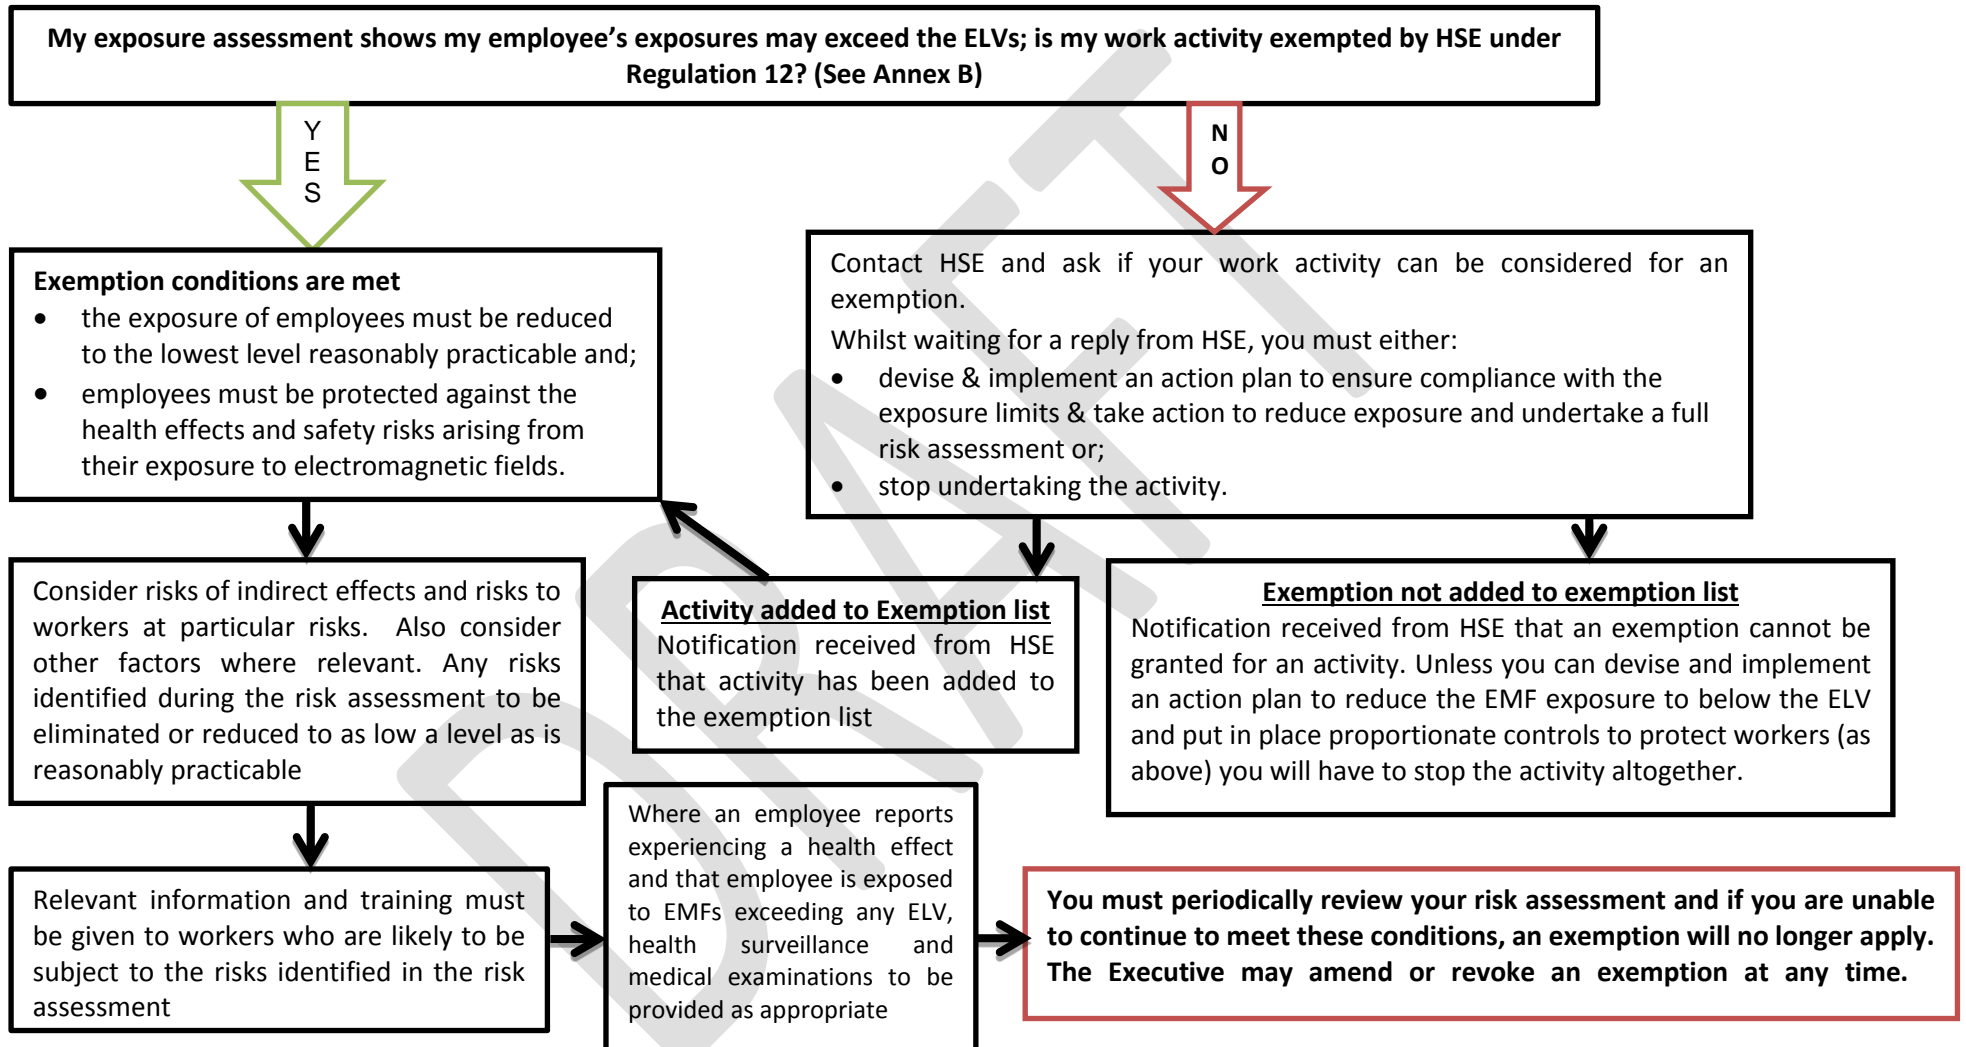 My exposure assessment shows my employee’s exposures may exceed the ELVs; is my work activity exempted by HSE under
Regulation 12? (See Annex B)
Y
E
S
N
O
Exemption conditions are met
• the exposure of employees must be reduced
to the lowest level reasonably practicable and;
• employees must be protected against the
health effects and safety risks arising from
their exposure to electromagnetic fields.
Contact HSE and ask if your work activity can be considered for an
exemption.
Whilst waiting for a reply from HSE, you must either:
• devise & implement an action plan to ensure compliance with the
exposure limits & take action to reduce exposure and undertake a full
risk assessment or;
• stop undertaking the activity.
Consider risks of indirect effects and risks to
workers at particular risks. Also consider
other factors where relevant. Any risks
identified during the risk assessment to be
eliminated or reduced to as low a level as is
reasonably practicable
Activity added to Exemption list
Notification received from HSE
that activity has been added to
the exemption list
Exemption not added to exemption list
Notification received from HSE that an exemption cannot be
granted for an activity. Unless you can devise and implement
an action plan to reduce the EMF exposure to below the ELV
and put in place proportionate controls to protect workers (as
above) you will have to stop the activity altogether.
Relevant information and training must
be given to workers who are likely to be
subject to the risks identified in the risk
assessment
Where an employee reports
experiencing a health effect
and that employee is exposed
to EMFs exceeding any ELV,
health surveillance and
medical examinations to be
provided as appropriate
You must periodically review your risk assessment and if you are unable
to continue to meet these conditions, an exemption will no longer apply.
The Executive may amend or revoke an exemption at any time.
DRAFT